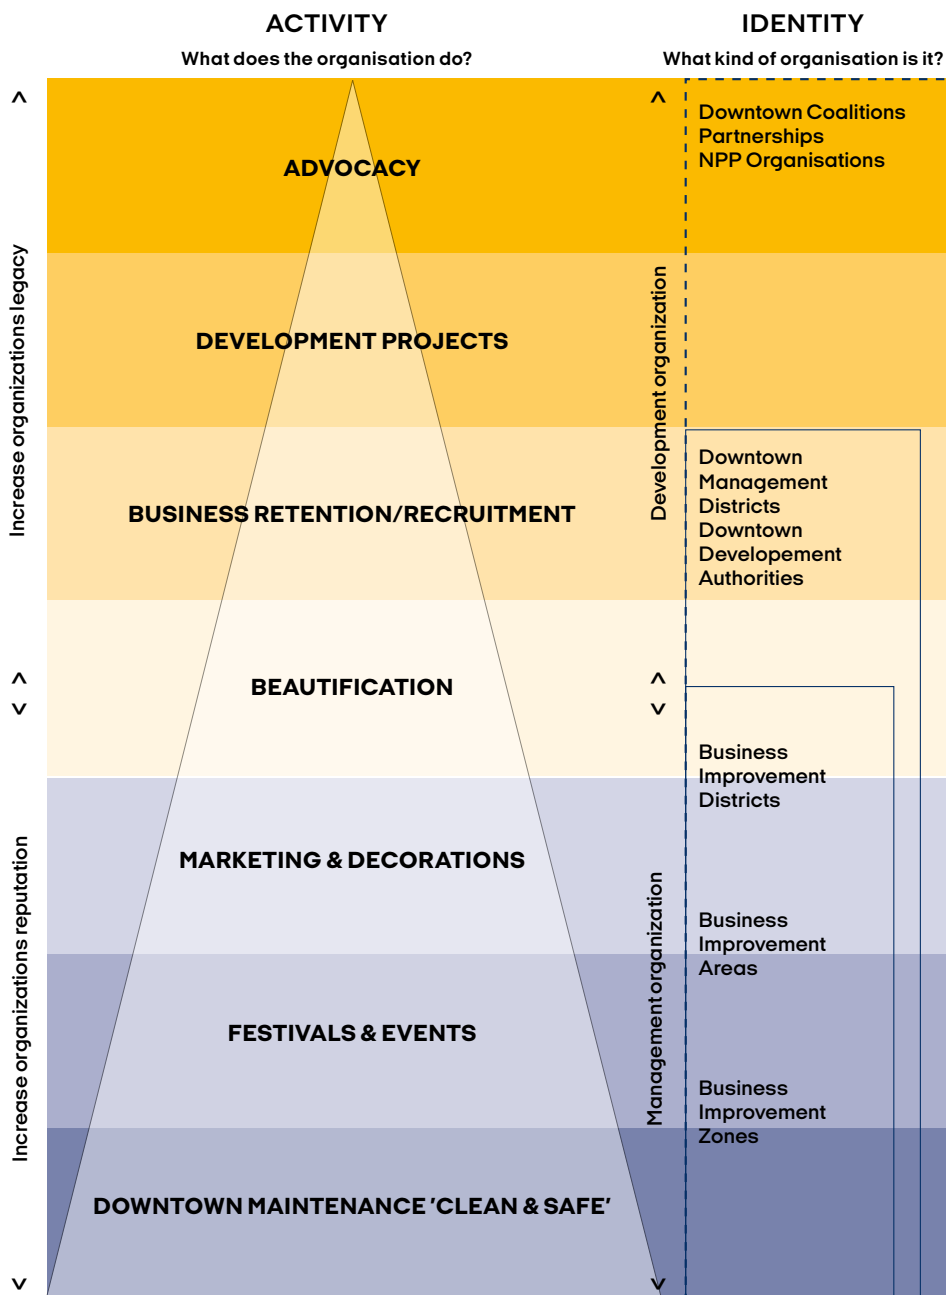 ACTIVITY
What does the organisation do?
IDENTITY
What kind of organisation is it?
Increase organizations legacy
Increase organizations reputation
ADVOCACY
DEVELOPMENT PROJECTS
BUSINESS RETENTION/RECRUITMENT
BEAUTIFICATION
MARKETING & DECORATIONS
FESTIVALS & EVENTS
DOWNTOWN MAINTENANCE 'CLEAN & SAFE'
Development organization
Management organization
Downtown Coalitions
Partnerships
NPP Organisations
Downtown
Management
Districts
Downtown
Developement
Authorities
Business
Improvement
Districts
Business
Improvement
Areas
Business
Improvement
Zones